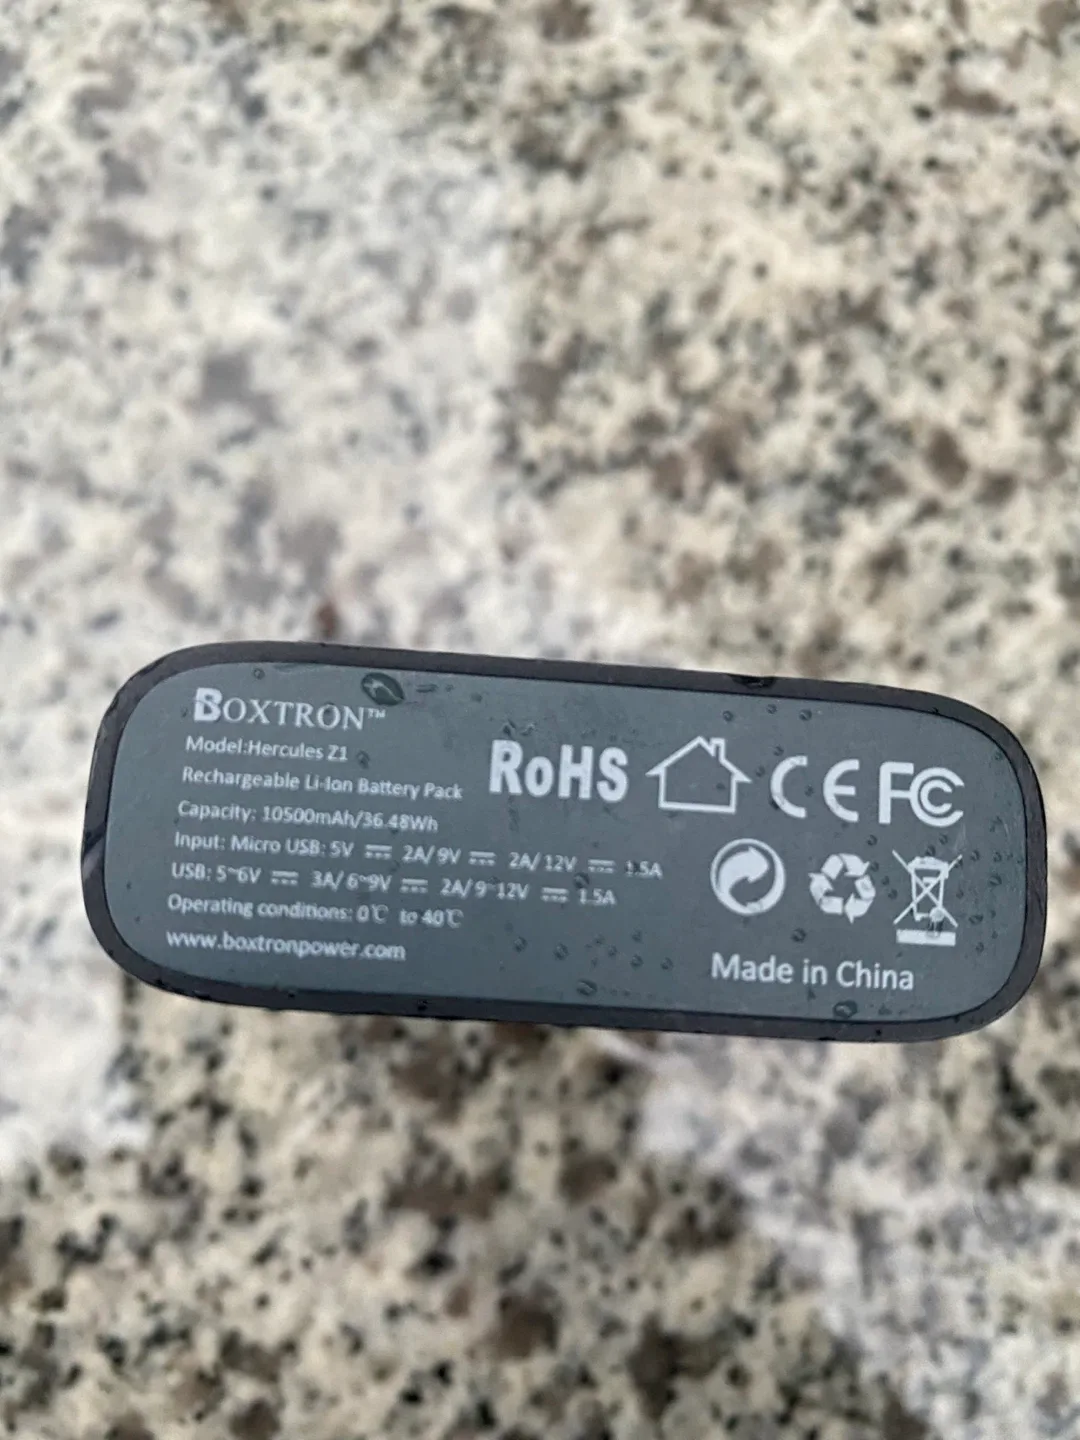 BOXTRON™
Model:Hercules Z1
Rechargeable Li-Ion Battery Pack
Capacity: 10500mAh/36.48Wh
Input: Micro USB: 5V ⎓ 2A/9V ⎓ 2A/12V ⎓ 1.5A
USB: 5~6V ⎓ 3A/6~9V ⎓ 2A/9~12V ⎓ 1.5A
Operating conditions: 0℃ to 40℃
www.boxtronpower.com
RoHS CE FC
Made in China